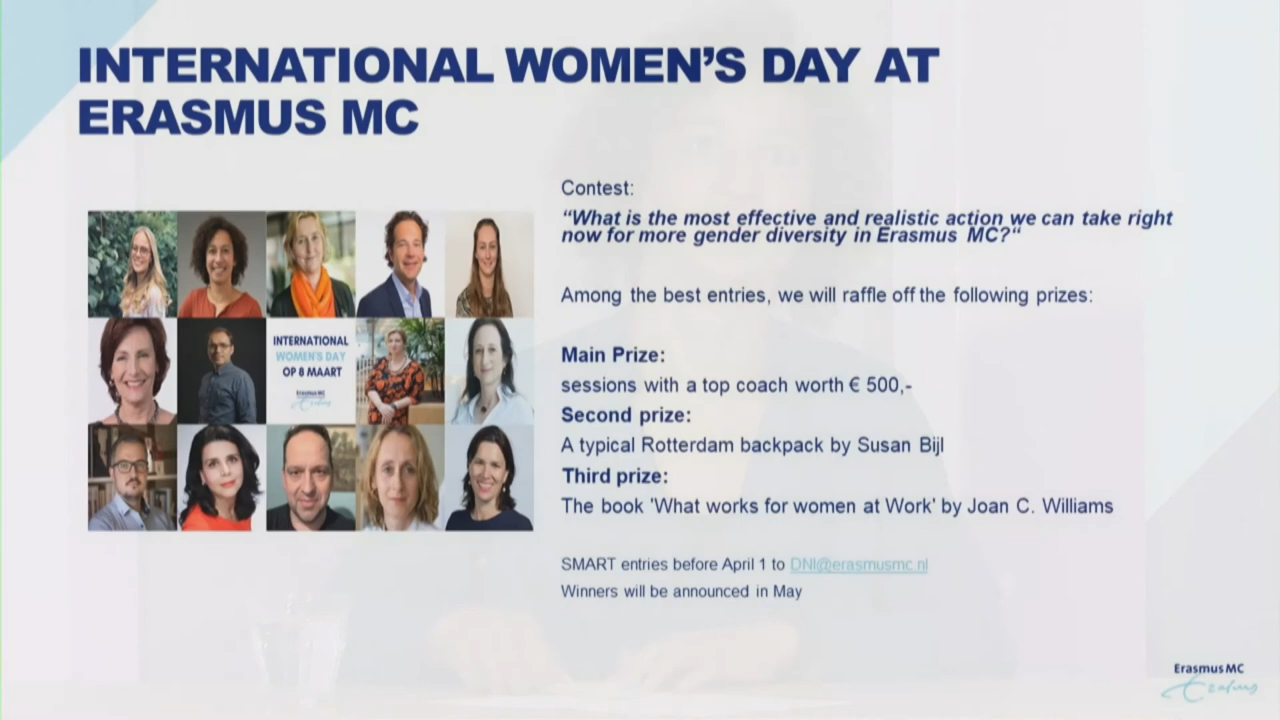 INTERNATIONAL WOMEN'S DAY AT
ERASMUS MC
Contest:
“What is the most effective and realistic action we can take right
now for more gender diversity in Erasmus MC?“
Among the best entries, we will raffle off the following prizes:
Main Prize:
sessions with a top coach worth € 500,-
Second prize:
A typical Rotterdam backpack by Susan Bijl
Third prize:
The book 'What works for women at Work' by Joan C. Williams
SMART entries before April 1 to DNI@erasmusmc.nl
Winners will be announced in May
INTERNATIONAL
WOMEN'S DAY
OP 8 MAART
Erasmus MC
Erasmus
Erasmus MC
Erasmus